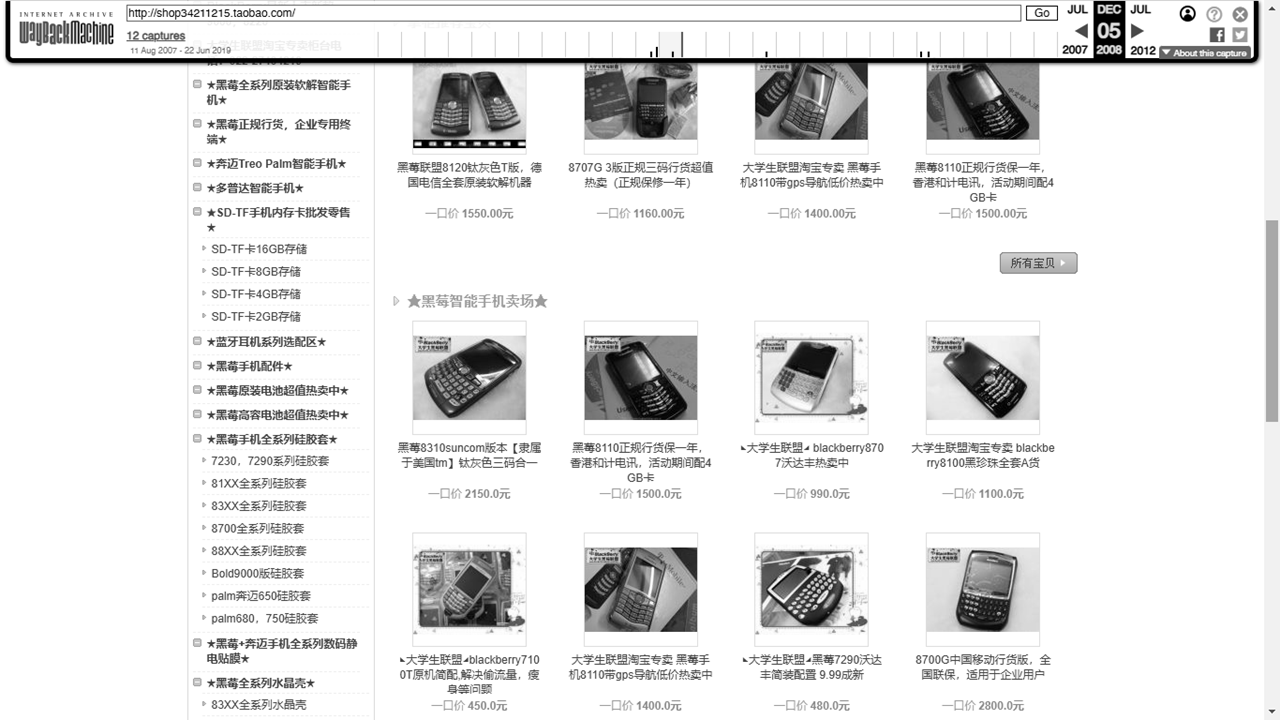 INTERNET ARCHIVE
WayBackMachine
http://shop34211215.taobao.com/
Go
12 captures
11 Aug 2007 - 22 Jun 2019
JUL
DEC
JUL
05
2007
2008
2012
About this capture
★黑莓全系列原装软解智能手
机★
★黑莓正规行货，企业专用终
端★
★奔迈Treo Palm智能手机★
★多普达智能手机★
★SD-TF手机内存卡批发零售
★
SD-TF卡16GB存储
SD-TF卡8GB存储
SD-TF卡4GB存储
SD-TF卡2GB存储
★蓝牙耳机系列选配区★
★黑莓手机配件★
★黑莓原装电池超值热卖中★
★黑莓高容电池超值热卖中★
★黑莓手机全系列硅胶套★
7230，7290系列硅胶套
81XX全系列硅胶套
83XX全系列硅胶套
8700全系列硅胶套
88XX全系列硅胶套
Bold9000版硅胶套
palm奔迈650硅胶套
palm680，750硅胶套
★黑莓+奔迈手机全系列数码静
电贴膜★
★黑莓全系列水晶壳★
83XX全系列水晶壳
黑莓联盟8120钛灰色T版，德
国电信全套原装软解机器
一口价 1550.00元
8707G 3版正规三码行货超值
热卖（正规保修一年）
一口价 1160.00元
大学生联盟淘宝专卖 黑莓手
机8110带gps导航低价热卖中
一口价 1400.00元
黑莓8110正规行货保一年，
香港和计电讯，活动期间配4
GB卡
一口价 1500.00元
所有宝贝
★黑莓智能手机卖场★
黑莓8310suncom版本【隶属
于美国tm】钛灰色三码合一
一口价 2150.0元
黑莓8110正规行货保一年，
香港和计电讯，活动期间配4
GB卡
一口价 1500.0元
◣大学生联盟◢ blackberry870
7沃达丰热卖中
一口价 990.0元
大学生联盟淘宝专卖 blackbe
rry8100黑珍珠全套A货
一口价 1100.0元
◣大学生联盟◢blackberry710
0T原机简配,解决偷流量，瘦
身等问题
一口价 450.0元
大学生联盟淘宝专卖 黑莓手
机8110带gps导航低价热卖中
一口价 1400.0元
◣大学生联盟◢黑莓7290沃达
丰简装配置 9.99成新
一口价 480.0元
8700G中国移动行货版，全
国联保，适用于企业用户
一口价 2800.0元